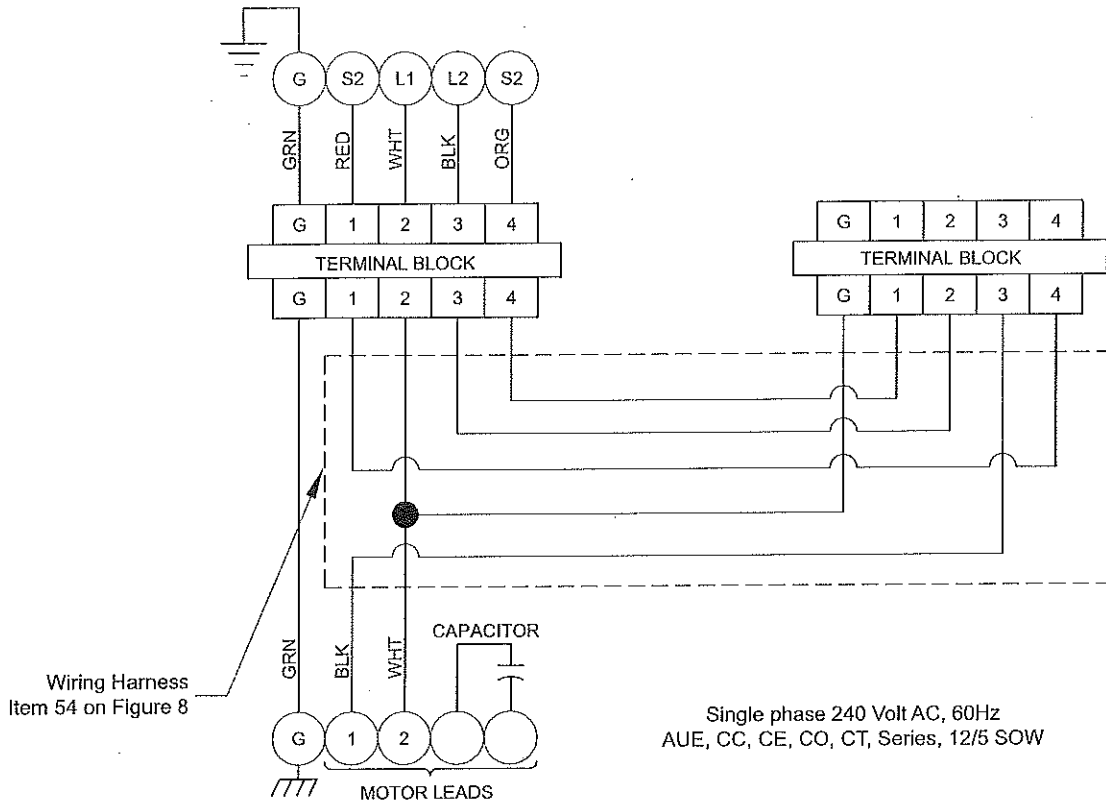 G S2 L1 L2 S2
GRN RED WHT BLK ORG
G 1 2 3 4
TERMINAL BLOCK
G 1 2 3 4
G 1 2 3 4
TERMINAL BLOCK
G 1 2 3 4
Wiring Harness
Item 54 on Figure 8
GRN BLK WHT
CAPACITOR
G 1 2
MOTOR LEADS
Single phase 240 Volt AC, 60Hz
AUE, CC, CE, CO, CT, Series, 12/5 SOW